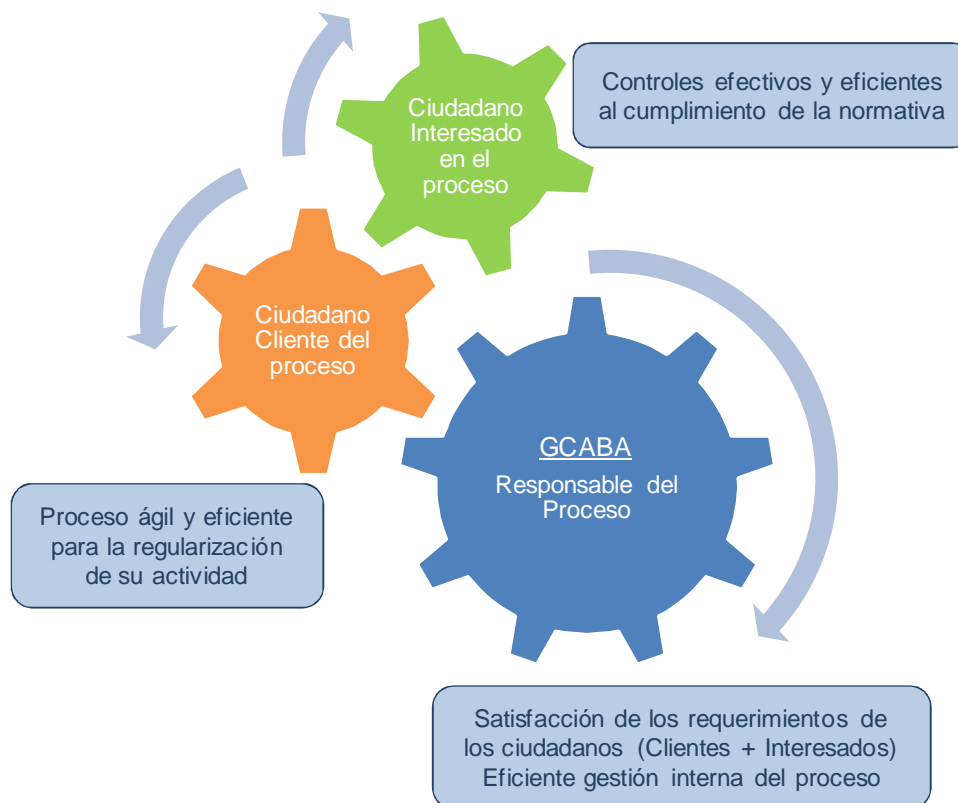 Ciudadano
Interesado
en el
proceso
Controles efectivos y eficientes
al cumplimiento de la normativa
Ciudadano
Cliente del
proceso
Proceso ágil y eficiente
para la regularización
de su actividad
GCABA
Responsable del
Proceso
Satisfacción de los requerimientos de
los ciudadanos (Clientes + Interesados)
Eficiente gestión interna del proceso